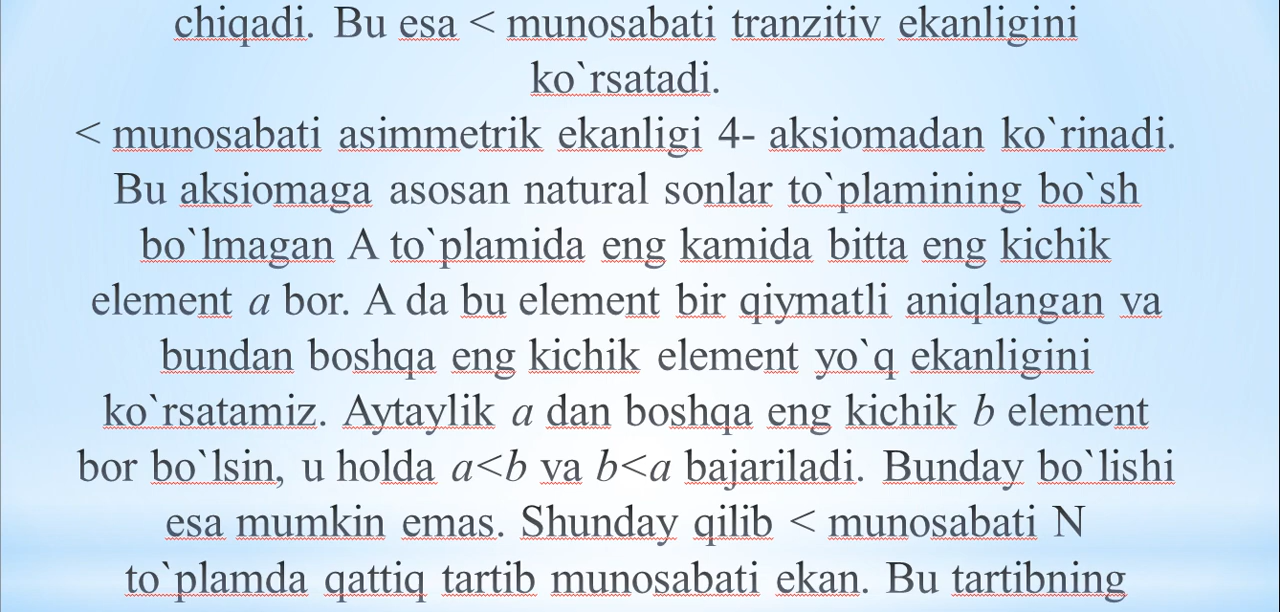 chiqadi. Bu esa < munosabati tranzitiv ekanligini
ko`rsatadi.
< munosabati asimmetrik ekanligi 4- aksiomadan ko`rinadi.
Bu aksiomaga asosan natural sonlar to`plamining bo`sh
bo`lmagan A to`plamida eng kamida bitta eng kichik
element a bor. A da bu element bir qiymatli aniqlangan va
bundan boshqa eng kichik element yo`q ekanligini
ko`rsatamiz. Aytaylik a dan boshqa eng kichik b element
bor bo`lsin, u holda a<b va b<a bajariladi. Bunday bo`lishi
esa mumkin emas. Shunday qilib < munosabati N
to`plamda qattiq tartib munosabati ekan. Bu tartibning